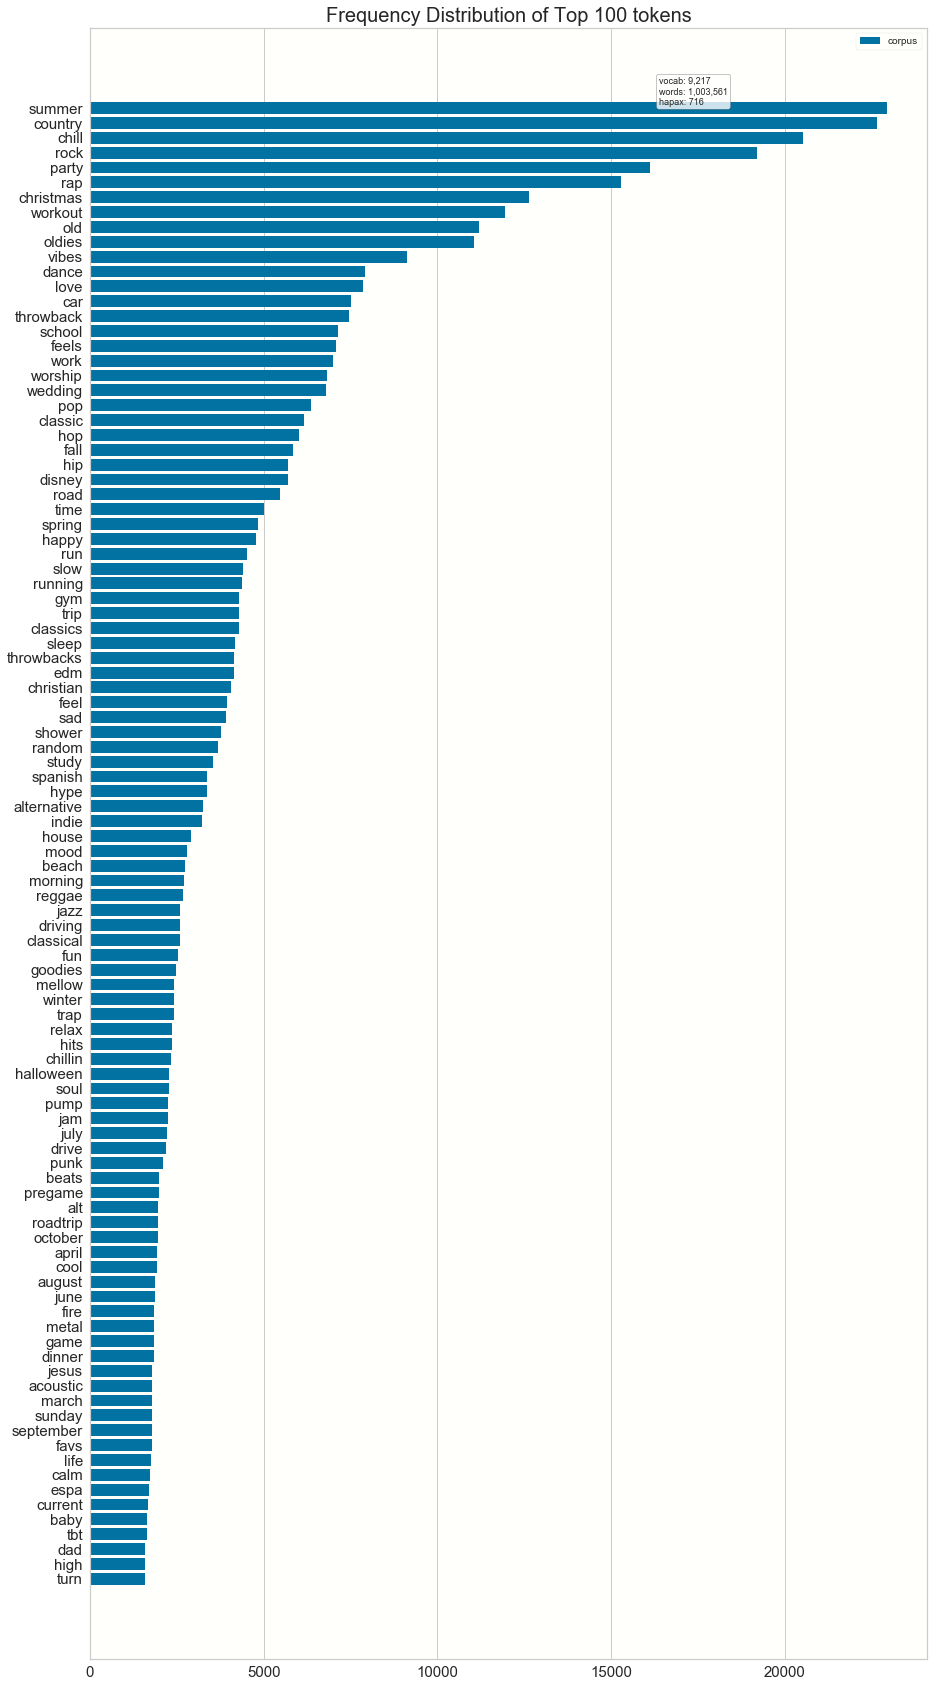 Frequency Distribution of Top 100 tokens
corpus
vocab: 9,217
words: 1,003,561
hapax: 716
summer
country
chill
rock
party
rap
christmas
workout
old
oldies
vibes
dance
love
car
throwback
school
feels
work
worship
wedding
pop
classic
hop
fall
hip
disney
road
time
spring
happy
run
slow
running
gym
trip
classics
sleep
throwbacks
edm
christian
feel
sad
shower
random
study
spanish
hype
alternative
indie
house
mood
beach
morning
reggae
jazz
driving
classical
fun
goodies
mellow
winter
trap
relax
hits
chillin
halloween
soul
pump
jam
july
drive
punk
beats
pregame
alt
roadtrip
october
april
cool
august
june
fire
metal
game
dinner
jesus
acoustic
march
sunday
september
favs
life
calm
espa
current
baby
tbt
dad
high
turn
0 5000 10000 15000 20000